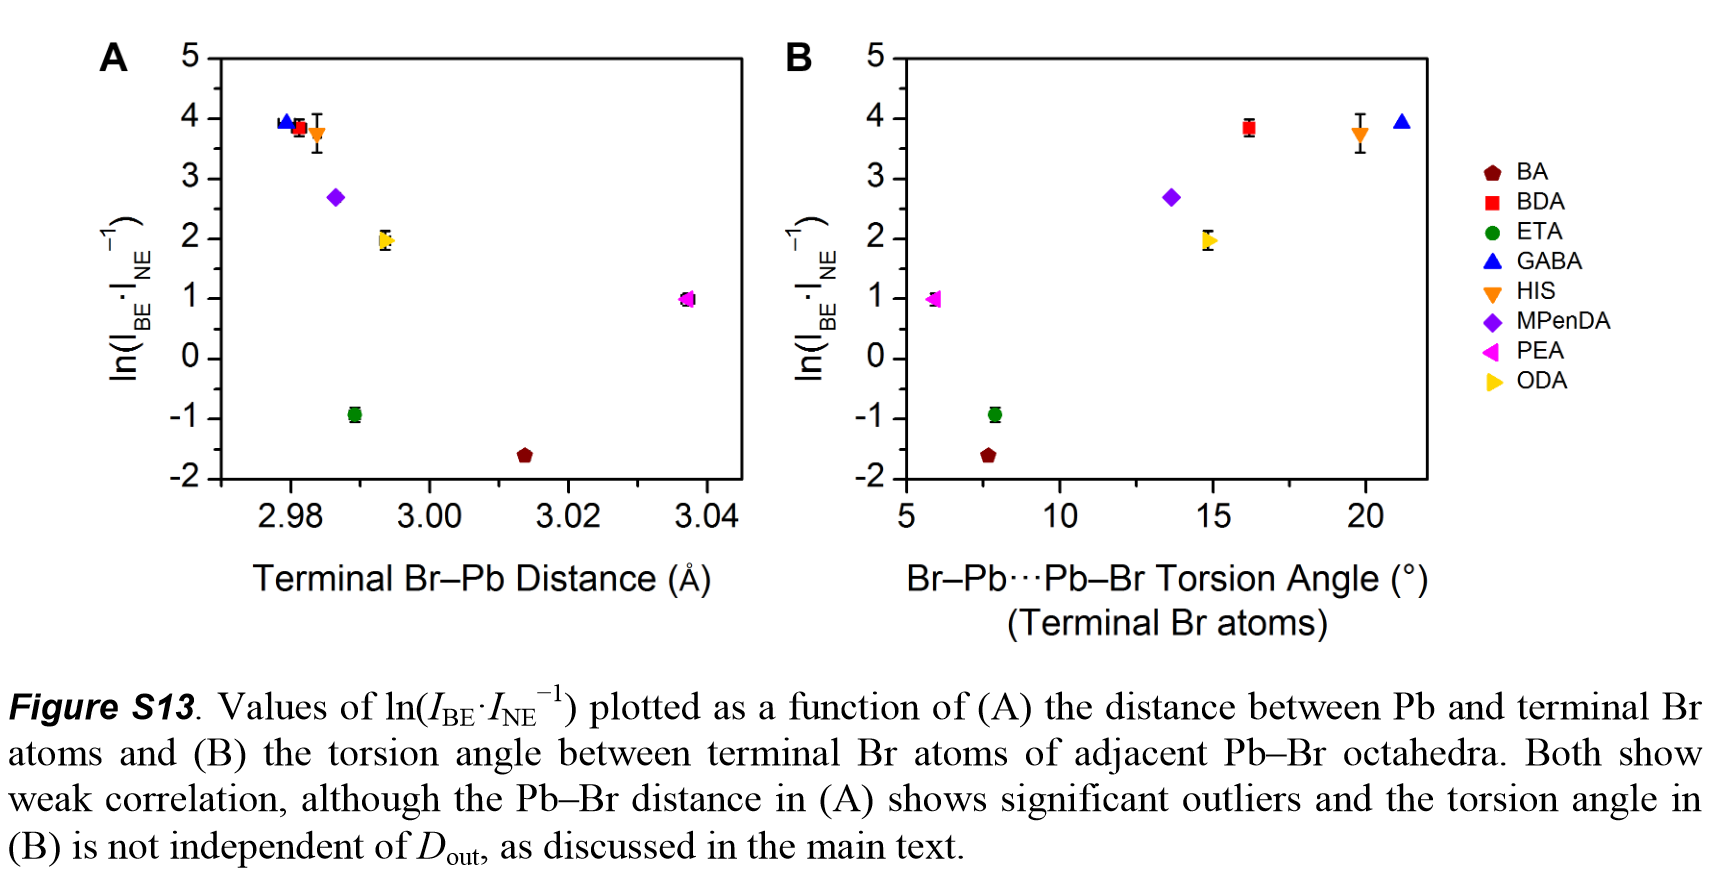 A
B
5
4
3
2
1
0
-1
-2
ln(I_BE·I_NE^−1)
2.98 3.00 3.02 3.04
Terminal Br–Pb Distance (Å)
5
4
3
2
1
0
-1
-2
ln(I_BE·I_NE^−1)
5 10 15 20
Br–Pb···Pb–Br Torsion Angle (°)
(Terminal Br atoms)
BA
BDA
ETA
GABA
HIS
MPenDA
PEA
ODA
Figure S13. Values of ln(I_BE·I_NE^−1) plotted as a function of (A) the distance between Pb and terminal Br
atoms and (B) the torsion angle between terminal Br atoms of adjacent Pb–Br octahedra. Both show
weak correlation, although the Pb–Br distance in (A) shows significant outliers and the torsion angle in
(B) is not independent of D_out, as discussed in the main text.